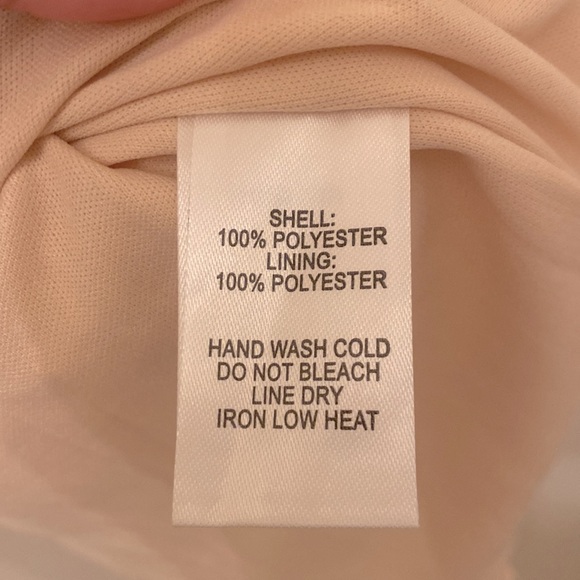 SHELL:
100% POLYESTER
LINING:
100% POLYESTER
HAND WASH COLD
DO NOT BLEACH
LINE DRY
IRON LOW HEAT